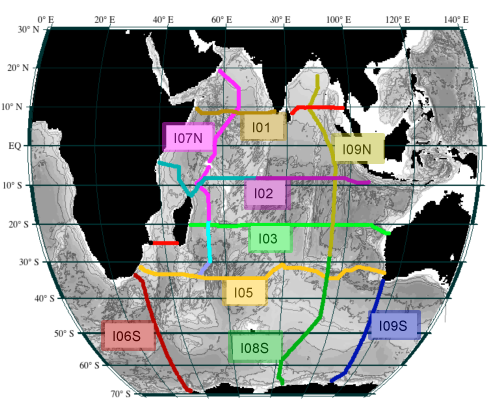 0° E 20° E 40° E 60° E 80° E 100° E 120° E 140° E
30° N
20° N
10° N
I01
I07N
I09N
EQ
10° S
I02
20° S
I03
30° S
I05
40° S
I06S
I08S
I09S
50° S
60° S
70° S